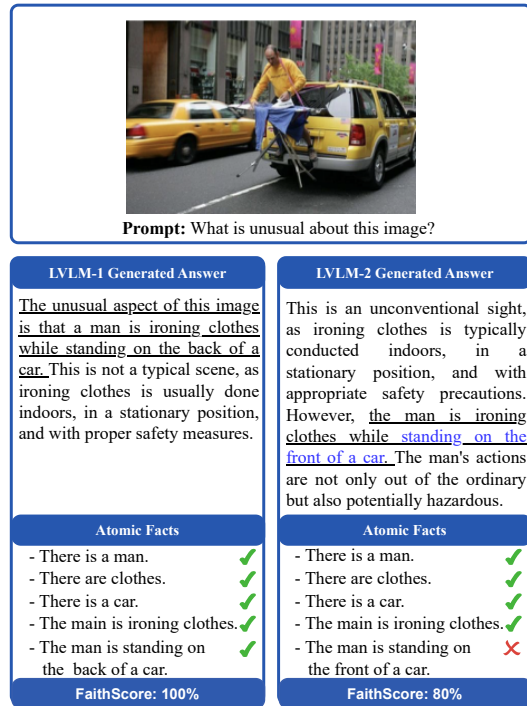 Prompt: What is unusual about this image?
LVLM-1 Generated Answer
The unusual aspect of this image
is that a man is ironing clothes
while standing on the back of a
car. This is not a typical scene, as
ironing clothes is usually done
indoors, in a stationary position,
and with proper safety measures.
Atomic Facts
- There is a man.
- There are clothes.
- There is a car.
- The main is ironing clothes.
- The man is standing on
the back of a car.
FaithScore: 100%
LVLM-2 Generated Answer
This is an unconventional sight,
as ironing clothes is typically
conducted indoors, in a
stationary position, and with
appropriate safety precautions.
However, the man is ironing
clothes while standing on the
front of a car. The man's actions
are not only out of the ordinary
but also potentially hazardous.
Atomic Facts
- There is a man.
- There are clothes.
- There is a car.
- The main is ironing clothes.
- The man is standing on
the front of a car.
FaithScore: 80%